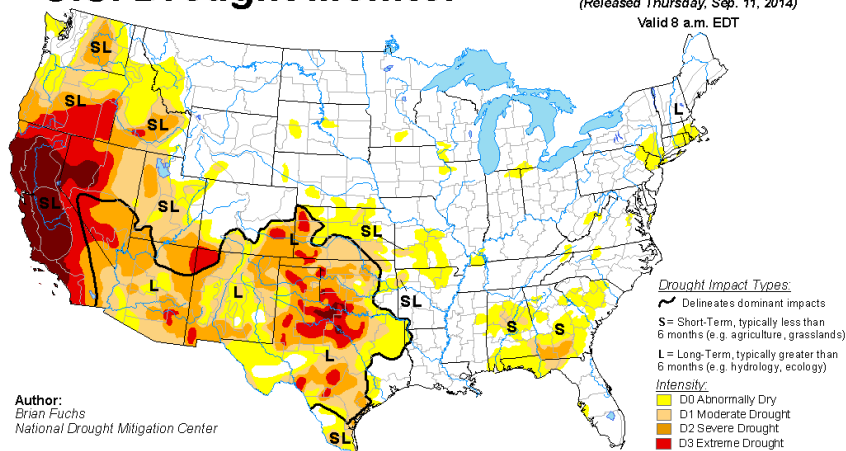 (Released Thursday, Sep. 11, 2014)
Valid 8 a.m. EDT
SL
SL
L
SL
SL
SL
SL
L
L
L
SL
S
S
L
SL
Drought Impact Types:
Delineates dominant impacts
S = Short-Term, typically less than
6 months (e.g. agriculture, grasslands)
L = Long-Term, typically greater than
6 months (e.g. hydrology, ecology)
Intensity:
D0 Abnormally Dry
D1 Moderate Drought
D2 Severe Drought
D3 Extreme Drought
Author:
Brian Fuchs
National Drought Mitigation Center